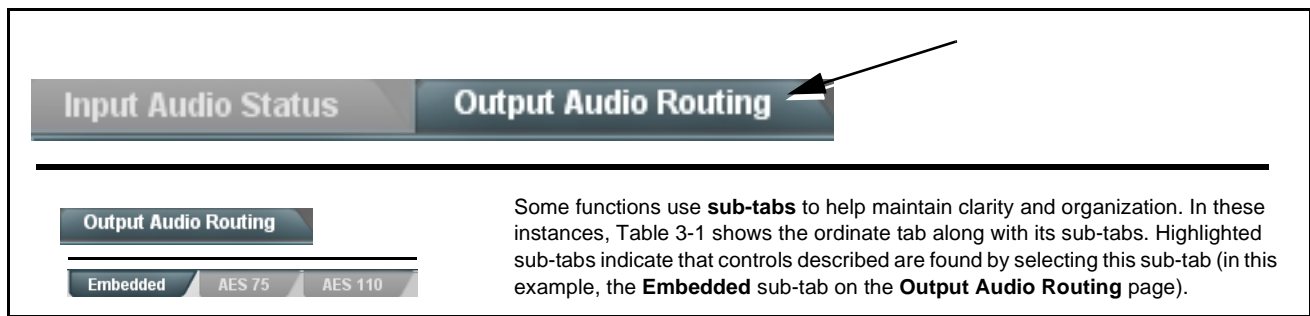 Input Audio Status
Output Audio Routing
Output Audio Routing
Embedded
AES 75
AES 110
Some functions use sub-tabs to help maintain clarity and organization. In these
instances, Table 3-1 shows the ordinate tab along with its sub-tabs. Highlighted
sub-tabs indicate that controls described are found by selecting this sub-tab (in this
example, the Embedded sub-tab on the Output Audio Routing page).